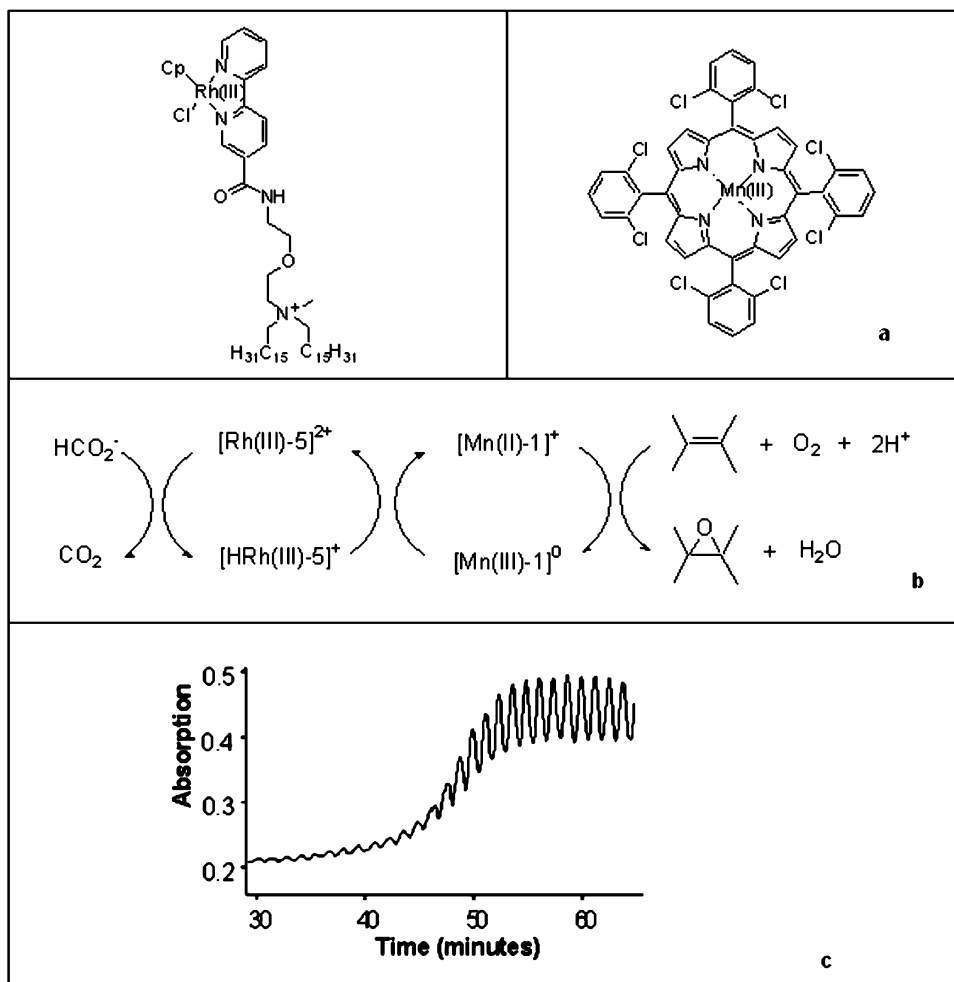 Cp
N
Rh(III)
Cl
N
O
NH
O
N+
H31C15 C15H31
Cl
Cl
Cl
N
N
Cl
Mn(III)
Cl
N
N
Cl
Cl
Cl
a
HCO2-
[Rh(III)-5]2+
[Mn(II)-1]+
+ O2 + 2H+
CO2
[HRh(III)-5]+
[Mn(III)-1]0
O
+ H2O
b
0.5
0.4
0.3
0.2
Absorption
30 40 50 60
Time (minutes)
c